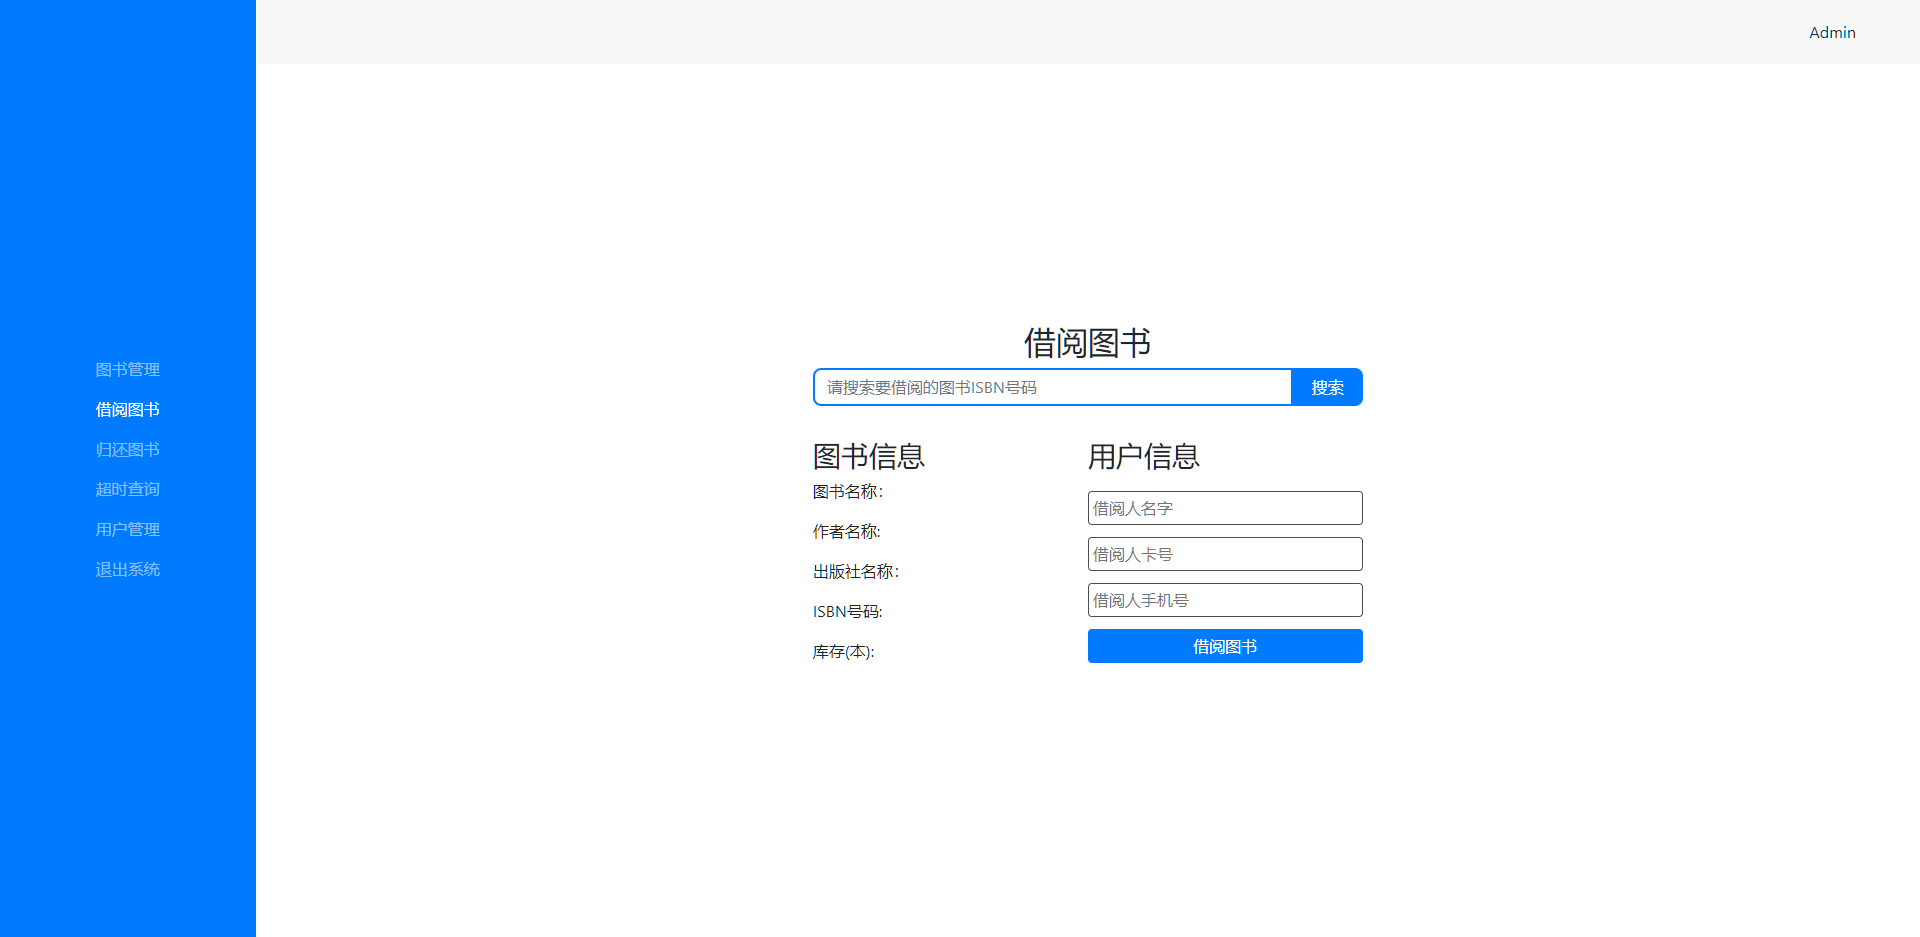 Admin
图书管理
借阅图书
归还图书
超时查询
用户管理
退出系统
借阅图书
请搜索要借阅的图书ISBN号码
搜索
图书信息
图书名称:
作者名称:
出版社名称:
ISBN号码:
库存(本):
用户信息
借阅人名字
借阅人卡号
借阅人手机号
借阅图书